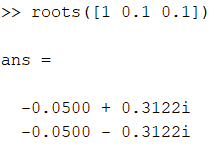 >> roots([1 0.1 0.1])
ans =
-0.0500 + 0.3122i
-0.0500 - 0.3122i